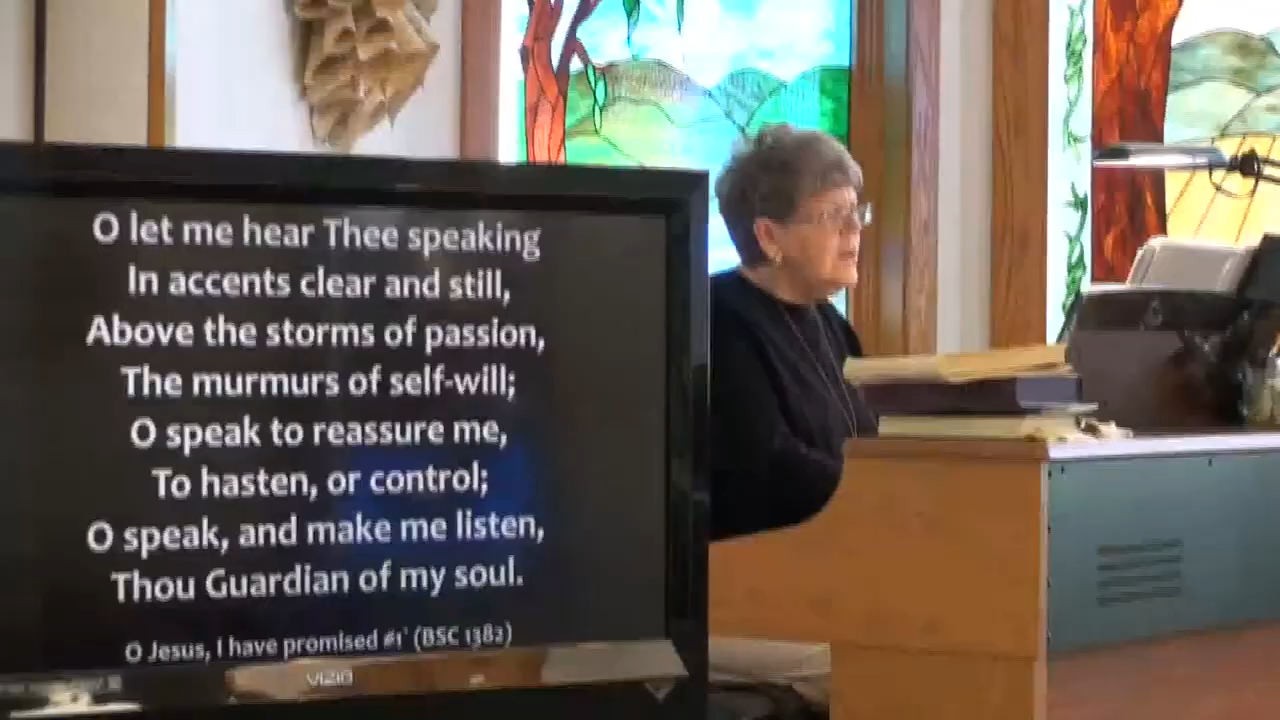 O let me hear Thee speaking
In accents clear and still,
Above the storms of passion,
The murmurs of self-will;
O speak to reassure me,
To hasten, or control;
O speak, and make me listen,
Thou Guardian of my soul.
O Jesus, I have promised #1' (BSC 1382)
VIZIO